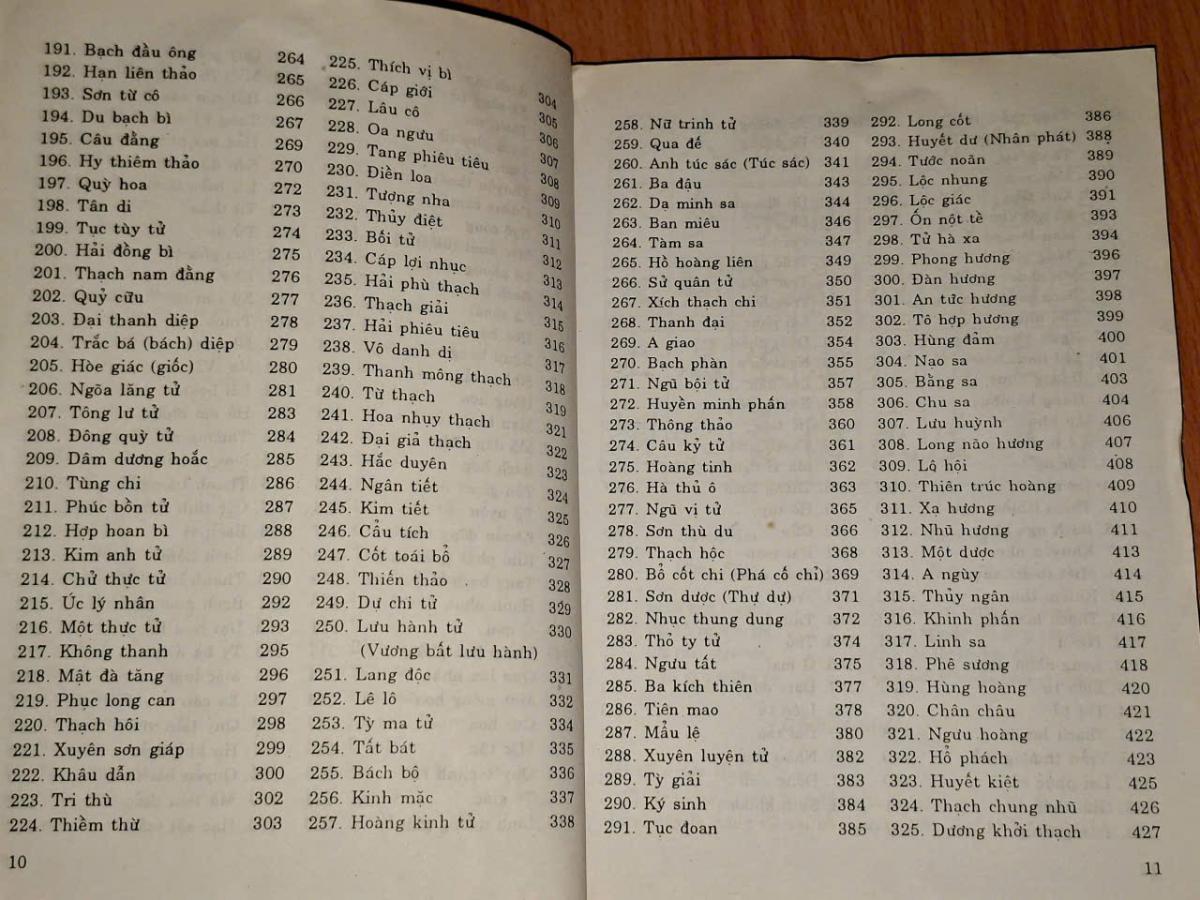 191. Bạch đầu ông 264
192. Hạn liên thảo 265
193. Sơn từ cô 266
194. Du bạch bì 267
195. Câu đằng 269
196. Hy thiêm thảo 270
197. Quỳ hoa 272
198. Tân di 273
199. Tục tùy tử 274
200. Hải đồng bì 275
201. Thạch nam đằng 276
202. Quỷ cữu 277
203. Đại thanh diệp 278
204. Trắc bá (bách) diệp 279
205. Hòe giác (giốc) 280
206. Ngõa lăng tử 281
207. Tông lư tử 283
208. Đông quỳ tử 284
209. Dâm dương hoắc 285
210. Tùng chi 286
211. Phúc bồn tử 287
212. Hợp hoan bì 288
213. Kim anh tử 289
214. Chử thực tử 290
215. Úc lý nhân 292
216. Một thực tử 293
217. Không thanh 295
218. Mật đà tăng 296
219. Phục long can 297
220. Thạch hôi 298
221. Xuyên sơn giáp 299
222. Khâu dẫn 300
223. Tri thù 302
224. Thiềm thừ 303
225. Thích vị bì 304
226. Cáp giới 305
227. Lâu cô 306
228. Oa ngưu 307
229. Tang phiêu tiêu 308
230. Điền loa 309
231. Tượng nha 310
232. Thủy điệt 311
233. Bối tử 312
234. Cáp lợi nhục 313
235. Hải phù thạch 314
236. Thạch giải 315
237. Hải phiêu tiêu 316
238. Vô danh dị 317
239. Thanh mông thạch 318
240. Từ thạch 319
241. Hoa nhụy thạch 321
242. Đại giả thạch 322
243. Hắc duyên 323
244. Ngân tiết 324
245. Kim tiết 325
246. Cẩu tích 326
247. Cốt toái bổ 327
248. Thiến thảo 328
249. Dự chi tử 329
250. Lưu hành tử 330
(Vương bất lưu hành)
251. Lang độc 331
252. Lê lô 332
253. Tỳ ma tử 334
254. Tất bát 335
255. Bách bộ 336
256. Kinh mặc 337
257. Hoàng kinh tử 338
10
258. Nữ trinh tử 339
259. Qua đế 340
260. Anh túc sác (Túc sác) 341
261. Ba đậu 343
262. Dạ minh sa 344
263. Ban miêu 346
264. Tàm sa 347
265. Hồ hoàng liên 349
266. Sử quân tử 350
267. Xích thạch chi 351
268. Thanh đại 352
269. A giao 354
270. Bạch phàn 355
271. Ngũ bội tử 357
272. Huyền minh phấn 358
273. Thông thảo 360
274. Câu kỷ tử 361
275. Hoàng tinh 362
276. Hà thủ ô 363
277. Ngũ vị tử 365
278. Sơn thù du 366
279. Thạch hộc 368
280. Bổ cốt chi (Phá cố chỉ) 369
281. Sơn dược (Thự dự) 371
282. Nhục thung dung 372
283. Thỏ ty tử 374
284. Ngưu tất 375
285. Ba kích thiên 377
286. Tiên mao 378
287. Mẩu lệ 380
288. Xuyên luyện tử 382
289. Tỳ giải 383
290. Ký sinh 384
291. Tục đoan 385
292. Long cốt 386
293. Huyết dư (Nhân phát) 388
294. Tước noãn 389
295. Lộc nhung 390
296. Lộc giác 391
297. Ốn nột tề 393
298. Tử hà xa 394
299. Phong hương 396
300. Đàn hương 397
301. An tức hương 398
302. Tô hợp hương 399
303. Hùng đảm 400
304. Nạo sa 401
305. Bằng sa 403
306. Chu sa 404
307. Lưu huỳnh 406
308. Long não hương 407
309. Lộ hội 408
310. Thiên trúc hoàng 409
311. Xạ hương 410
312. Nhũ hương 411
313. Một dược 413
314. A ngùy 414
315. Thủy ngân 415
316. Khinh phấn 416
317. Linh sa 417
318. Phê sương 418
319. Hùng hoàng 420
320. Chân châu 421
321. Ngưu hoàng 422
322. Hổ phách 423
323. Huyết kiệt 425
324. Thạch chung nhũ 426
325. Dương khởi thạch 427
11